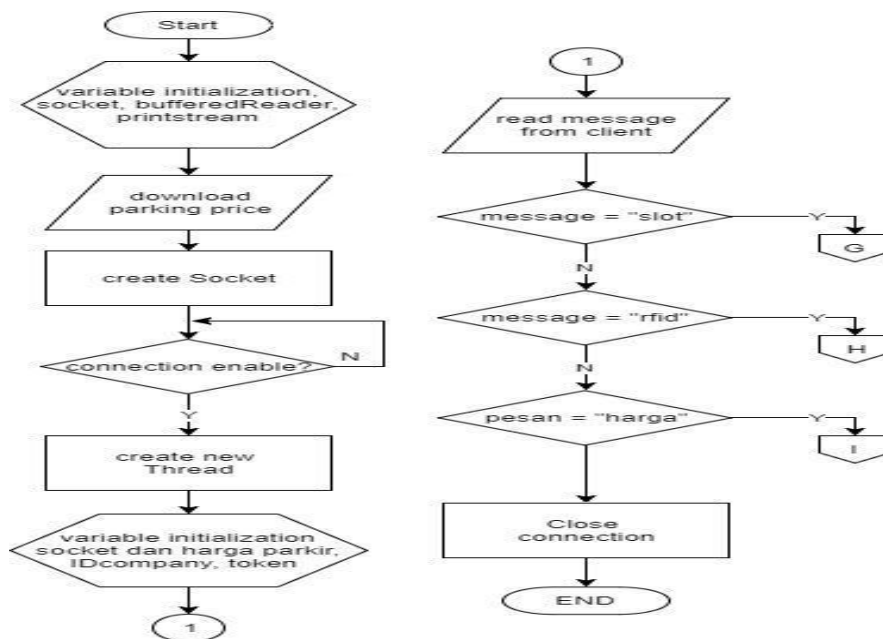 Start
variable initialization,
socket, bufferedReader,
printstream
download
parking price
create Socket
connection enable?
N
Y
create new
Thread
variable initialization
socket dan harga parkir,
IDcompany, token
1
1
read message
from client
message = "slot"
Y
G
N
message = "rfid"
Y
H
N
pesan = "harga"
Y
I
Close
connection
END